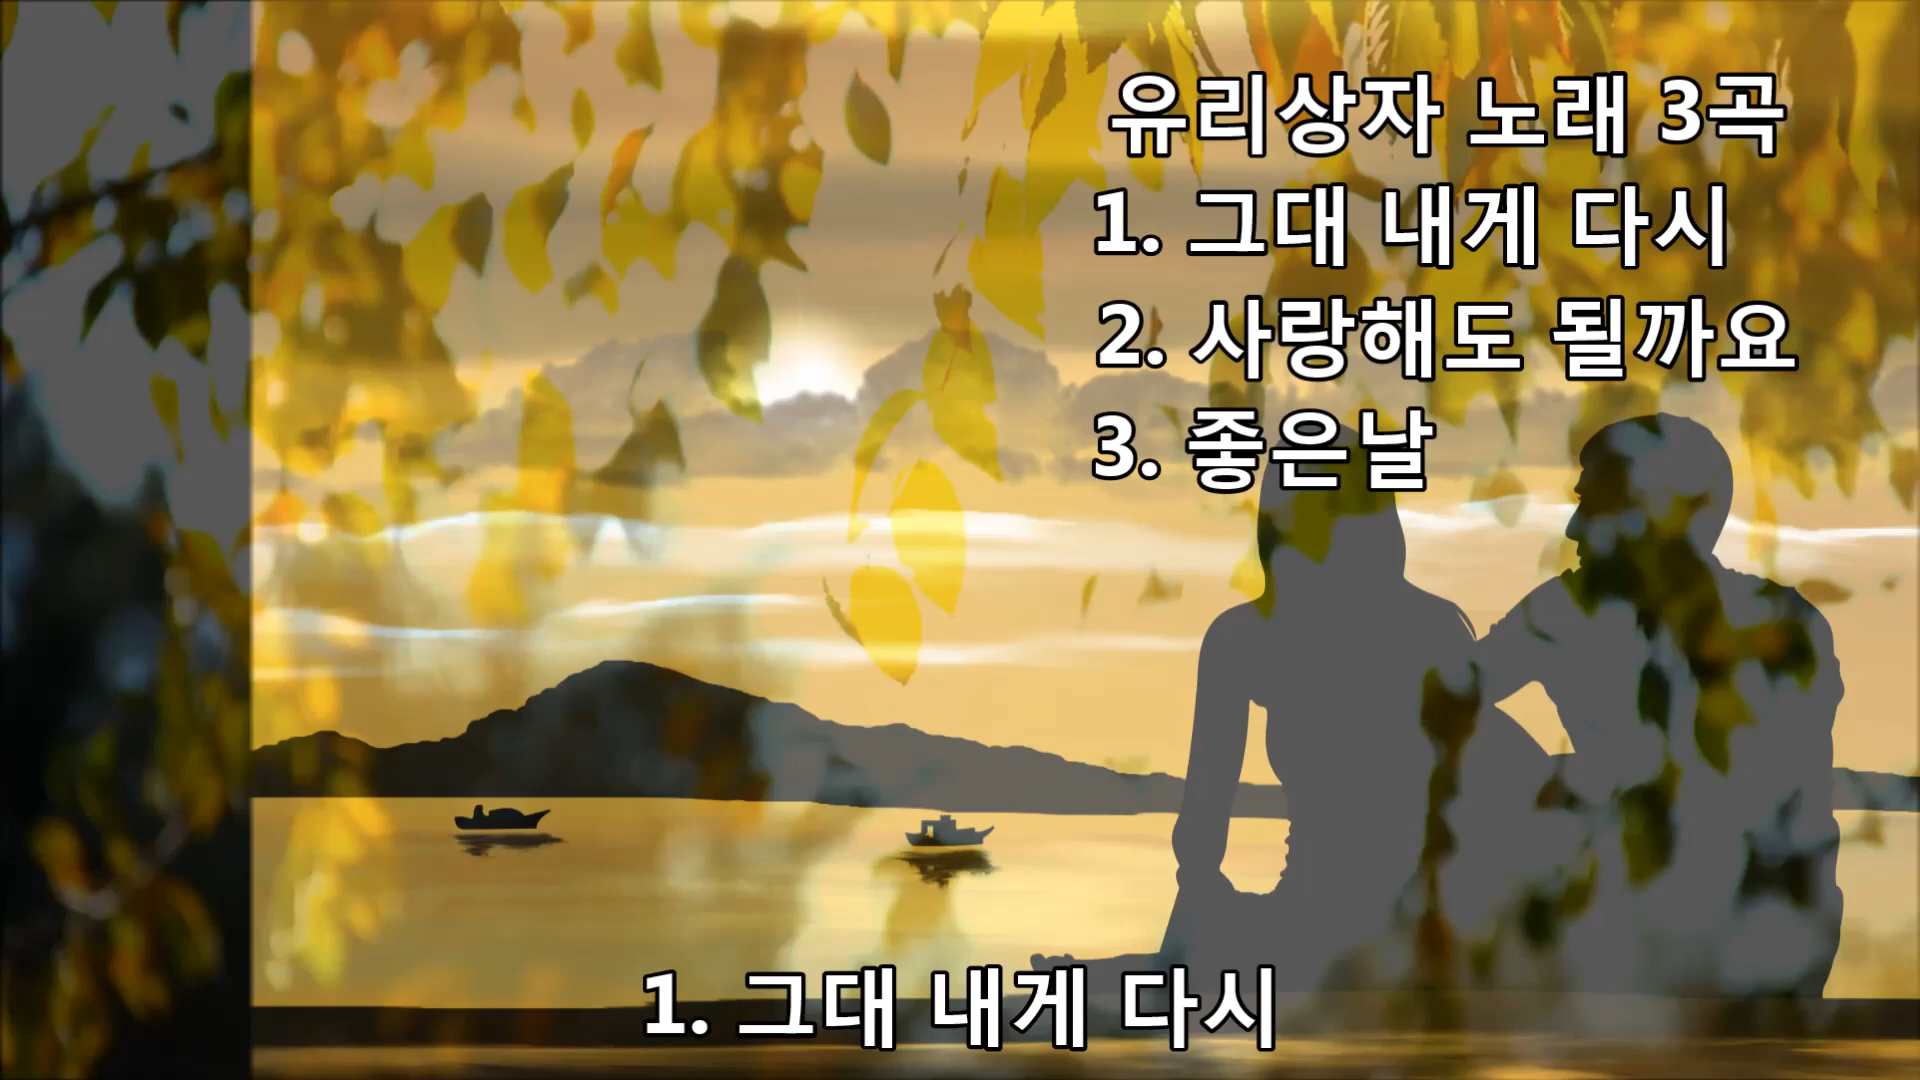 유리상자 노래 3곡
1. 그대 내게 다시
2. 사랑해도 될까요
3. 좋은날
1. 그대 내게 다시